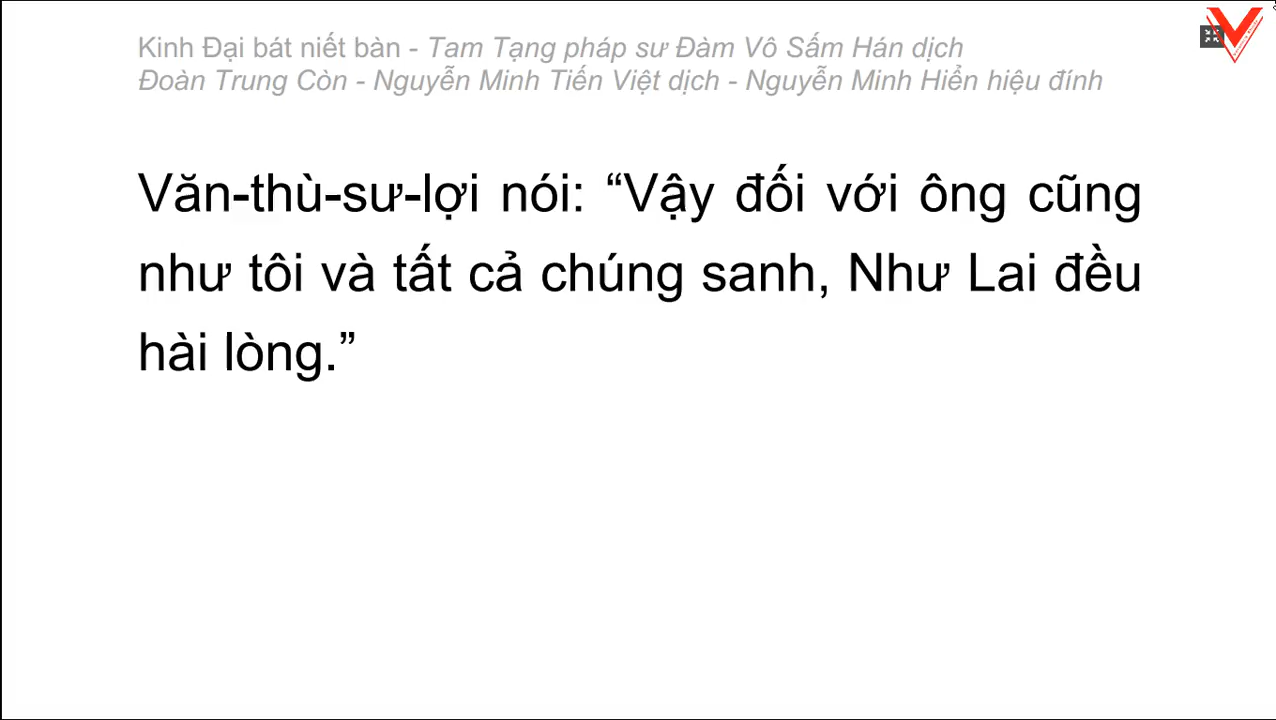 Kinh Đại bát niết bàn - Tam Tạng pháp sư Đàm Vô Sấm Hán dịch
Đoàn Trung Còn - Nguyễn Minh Tiến Việt dịch - Nguyễn Minh Hiển hiệu đính
Văn-thù-sư-lợi nói: “Vậy đối với ông cũng
như tôi và tất cả chúng sanh, Như Lai đều
hài lòng.”